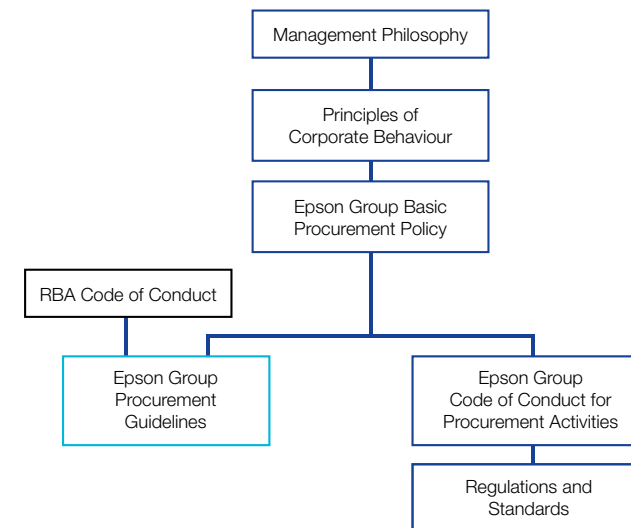 Management Philosophy
Principles of
Corporate Behaviour
Epson Group Basic
Procurement Policy
RBA Code of Conduct
Epson Group
Procurement
Guidelines
Epson Group
Code of Conduct for
Procurement Activities
Regulations and
Standards